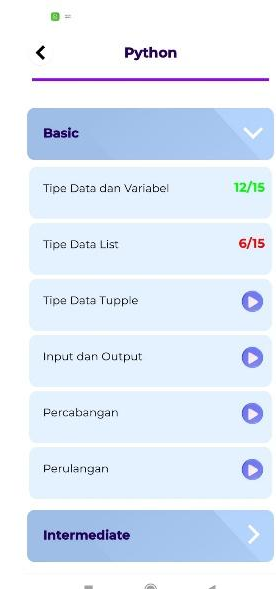 Python
Basic
Tipe Data dan Variabel 12/15
Tipe Data List 6/15
Tipe Data Tupple
Input dan Output
Percabangan
Perulangan
Intermediate